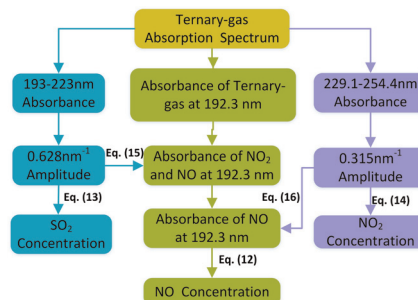 Ternary-gas
Absorption Spectrum
193-223nm
Absorbance
Absorbance of Ternary-
gas at 192.3 nm
229.1-254.4nm
Absorbance
0.628nm⁻¹
Amplitude
Eq. (15)
Absorbance of NO₂
and NO at 192.3 nm
0.315nm⁻¹
Amplitude
Eq. (13)
Eq. (16)
Eq. (14)
SO₂
Concentration
Absorbance of NO
at 192.3 nm
NO₂
Concentration
Eq. (12)
NO Concentration